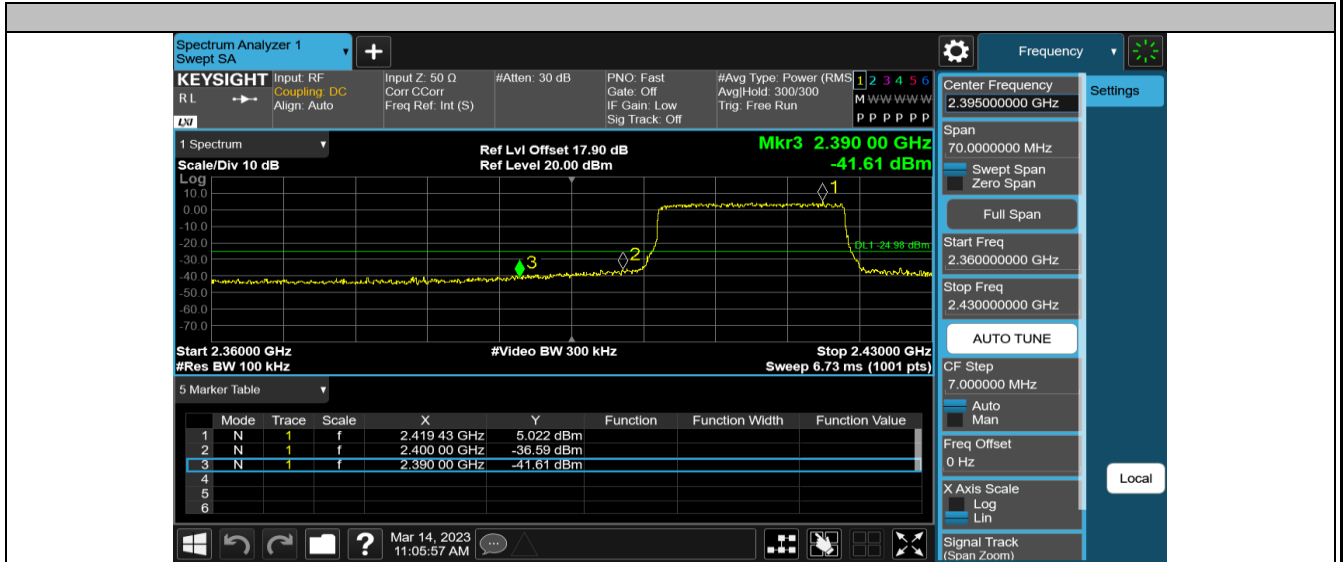 Spectrum Analyzer 1
Swept SA
Frequency
KEYSIGHT
R L
LXI
Input: RF
Coupling: DC
Align: Auto
Input Z: 50 Ω
Corr CCorr
Freq Ref: Int (S)
#Atten: 30 dB
PNO: Fast
Gate: Off
IF Gain: Low
Sig Track: Off
#Avg Type: Power (RMS
Avg|Hold: 300/300
Trig: Free Run
1 2 3 4 5 6
M W W W W W
P P P P P P
1 Spectrum
Scale/Div 10 dB
Ref Lvl Offset 17.90 dB
Ref Level 20.00 dBm
Mkr3 2.390 00 GHz
-41.61 dBm
Log
10.0
0.00
-10.0
-20.0
-30.0
-40.0
-50.0
-60.0
-70.0
1
2
3
DL1 -24.98 dBm
Start 2.36000 GHz
#Res BW 100 kHz
#Video BW 300 kHz
Stop 2.43000 GHz
Sweep 6.73 ms (1001 pts)
5 Marker Table
Mode Trace Scale X Y Function Function Width Function Value
1 N 1 f 2.419 43 GHz 5.022 dBm
2 N 1 f 2.400 00 GHz -36.59 dBm
3 N 1 f 2.390 00 GHz -41.61 dBm
4
5
6
Mar 14, 2023
11:05:57 AM
Center Frequency
2.395000000 GHz
Span
70.0000000 MHz
Swept Span
Zero Span
Full Span
Start Freq
2.360000000 GHz
Stop Freq
2.430000000 GHz
AUTO TUNE
CF Step
7.000000 MHz
Auto
Man
Freq Offset
0 Hz
X Axis Scale
Log
Lin
Signal Track
(Span Zoom)
Settings
Local